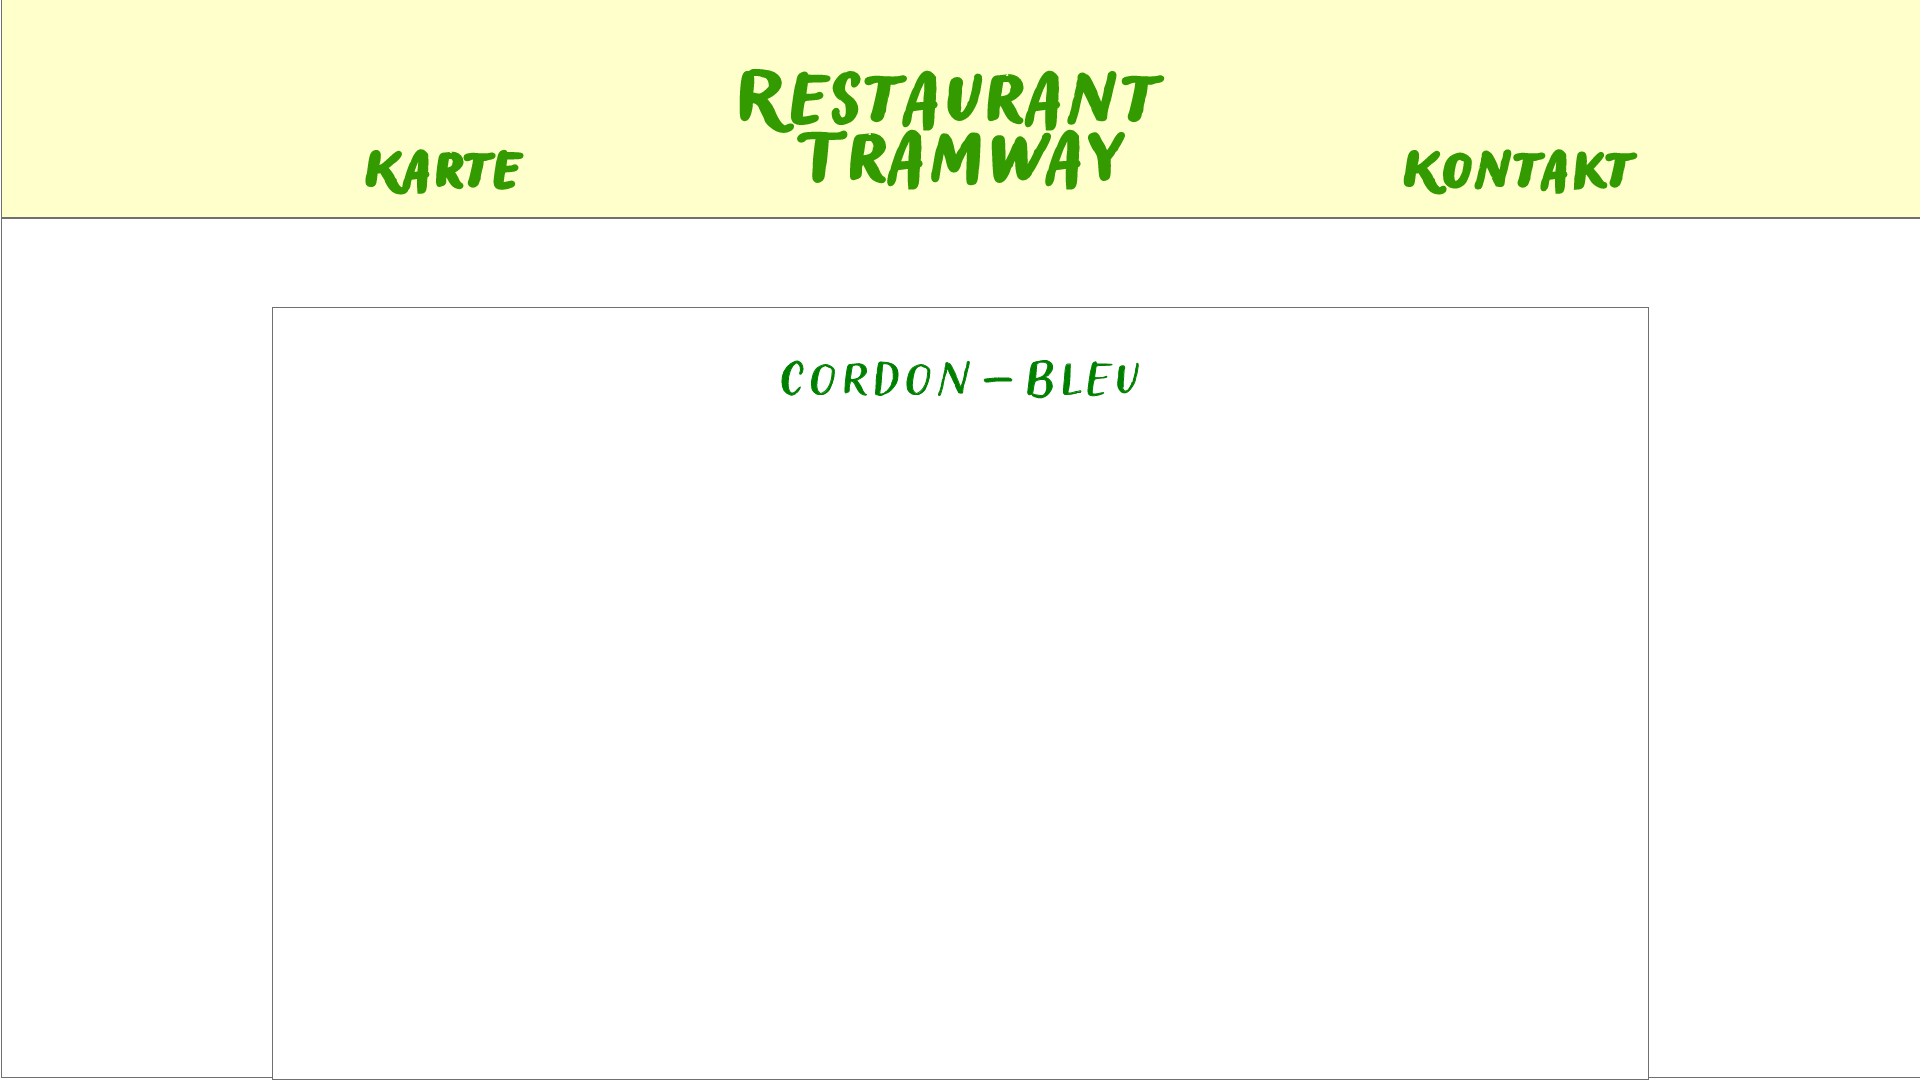 RESTAURANT
TRAMWAY
KARTE
KONTAKT
CORDON – BLEU